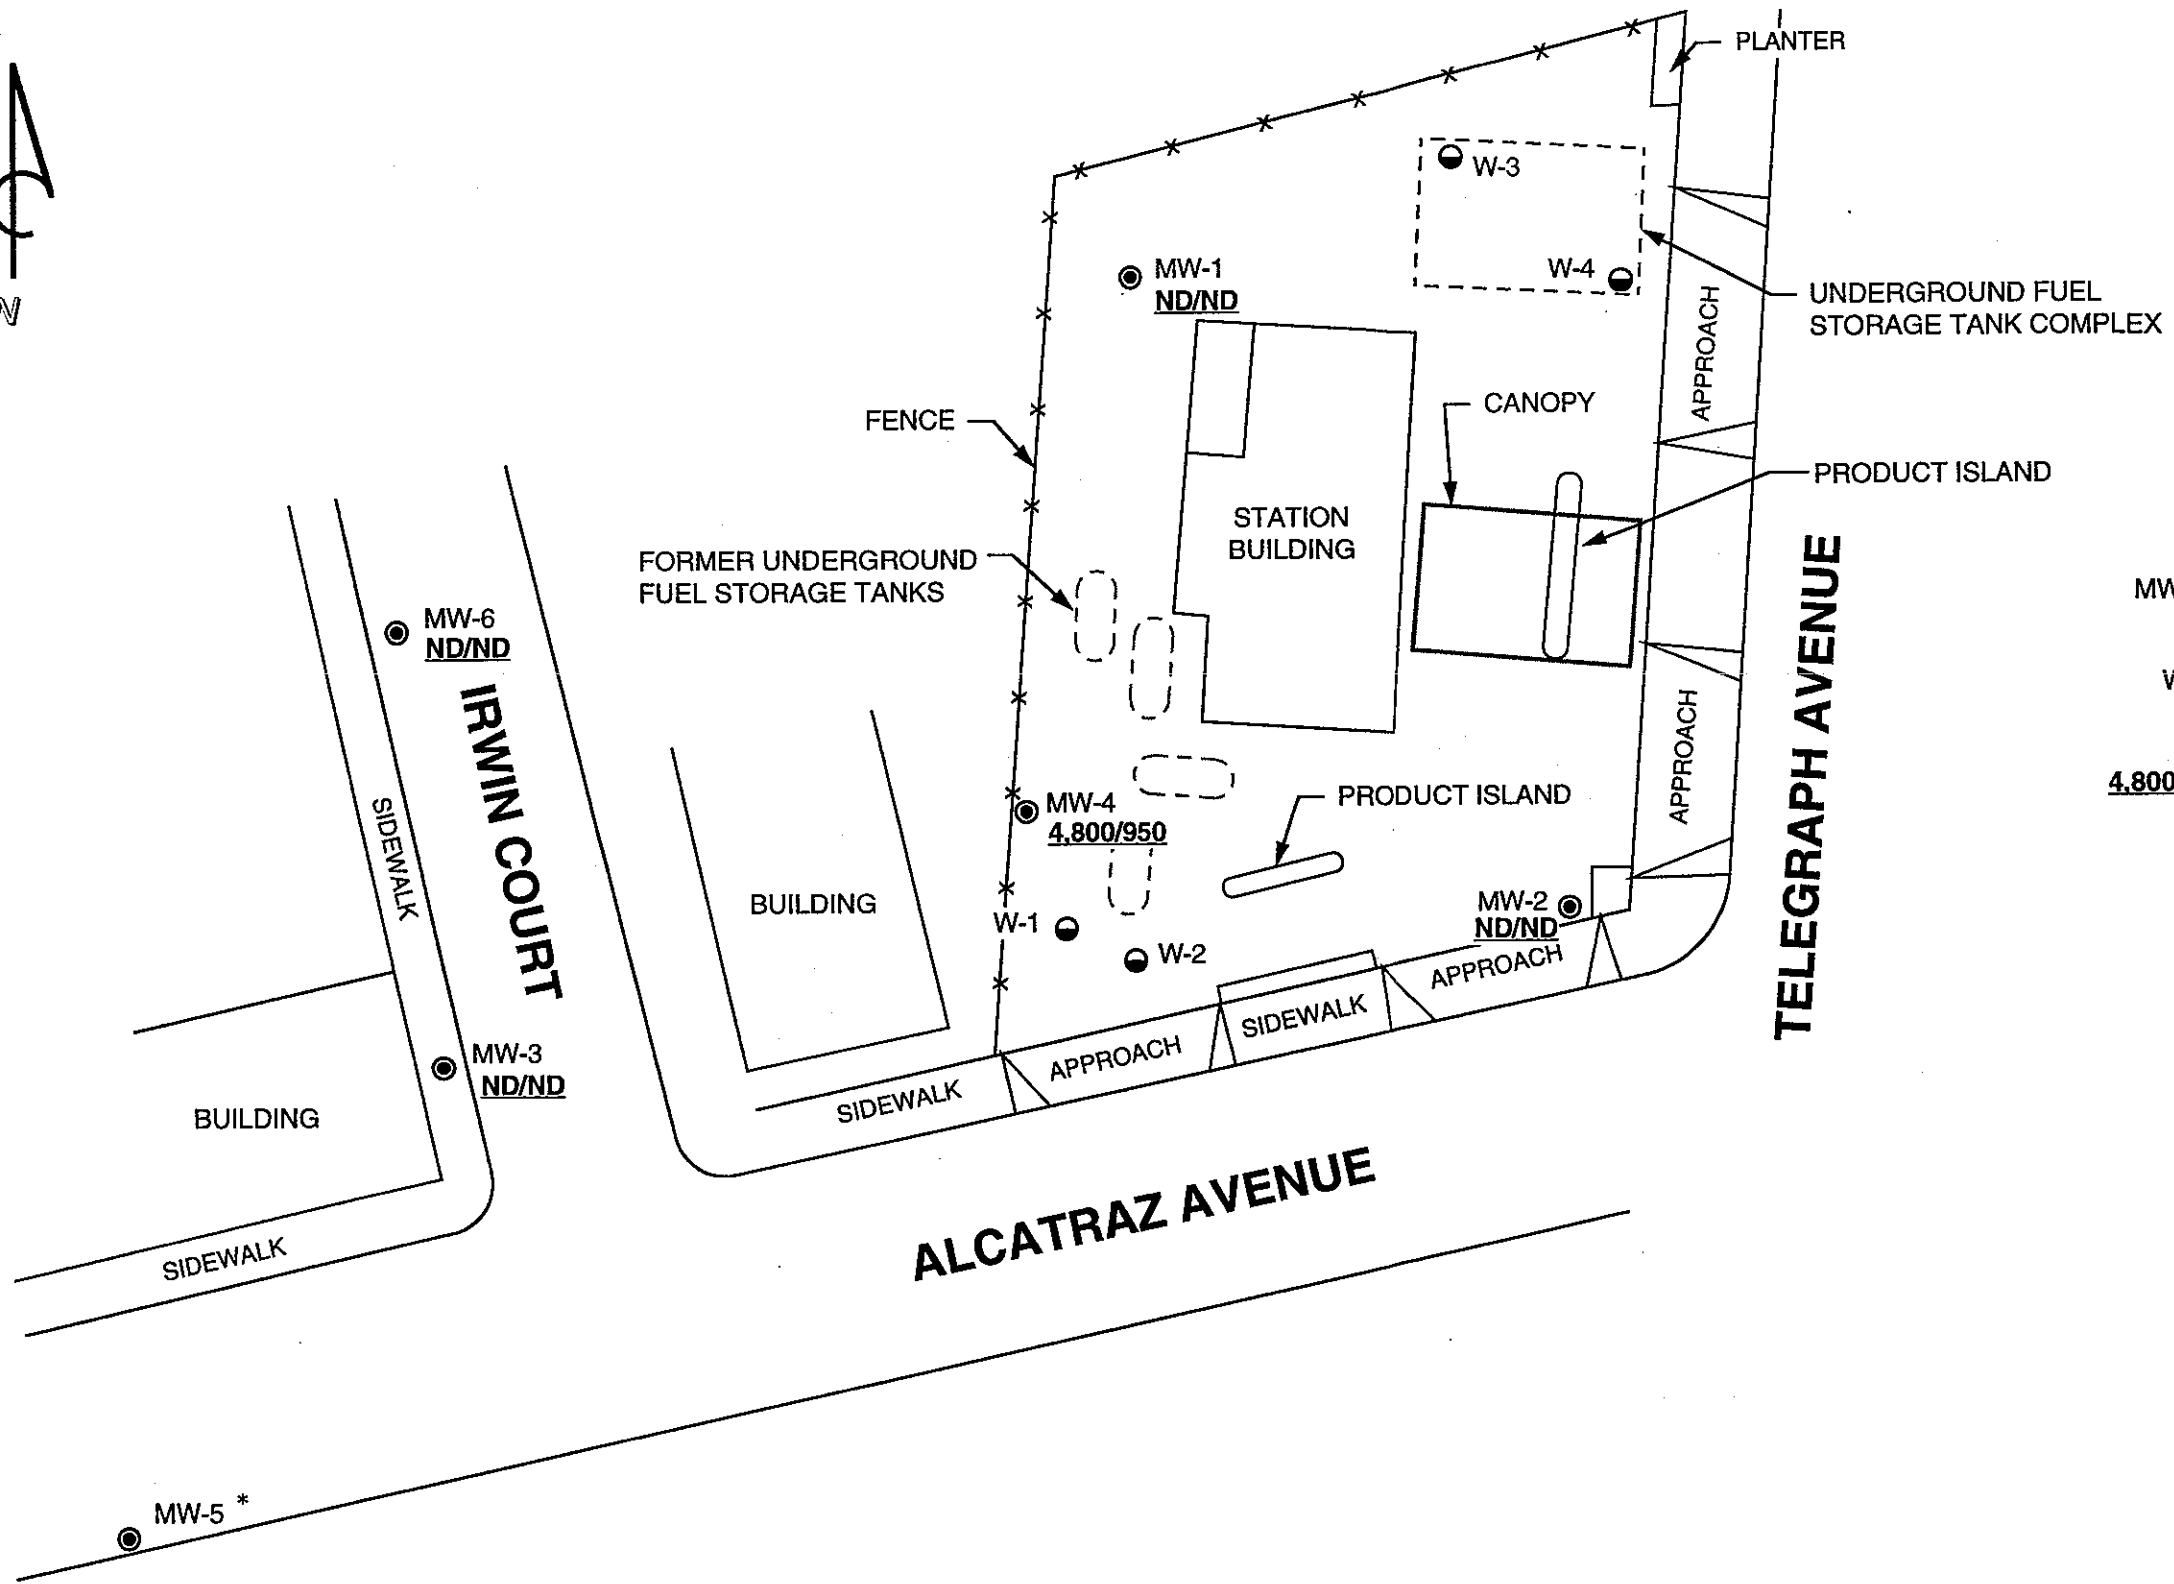 PLANTER
W-3
W-4
MW-1
ND/ND
UNDERGROUND FUEL
STORAGE TANK COMPLEX
APPROACH
CANOPY
FENCE
PRODUCT ISLAND
STATION
BUILDING
FORMER UNDERGROUND
FUEL STORAGE TANKS
MW-6
ND/ND
IRWIN COURT
SIDEWALK
TELEGRAPH AVENUE
APPROACH
MW
W
4,800
PRODUCT ISLAND
MW-4
4,800/950
BUILDING
W-1
W-2
MW-2
ND/ND
APPROACH
SIDEWALK
APPROACH
SIDEWALK
MW-3
ND/ND
BUILDING
SIDEWALK
ALCATRAZ AVENUE
MW-5 *
N